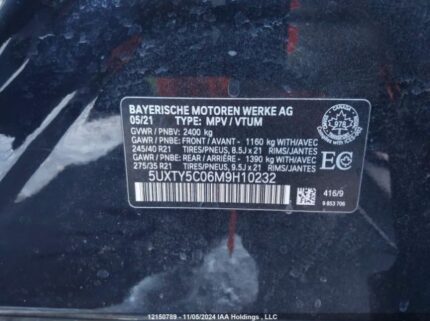 BAYERISCHE MOTOREN WERKE AG
05/21 TYPE: MPV / VTUM
GVWR / PNBV: 2400 kg
GAWR / PNBE: FRONT / AVANT - 1160 kg WITH/AVEC
245/40 R21 TIRES/PNEUS, 8.5J x 21 RIMS/JANTES
GAWR / PNBE: REAR / ARRIÈRE - 1390 kg WITH/AVEC
275/35 R21 TIRES/PNEUS, 9.5J x 21 RIMS/JANTES
5UXTY5C06M9H10232
CANADA
978
EC
416/9
9 853 706
12150789 - 11/05/2024 IAA Holdings, LLC